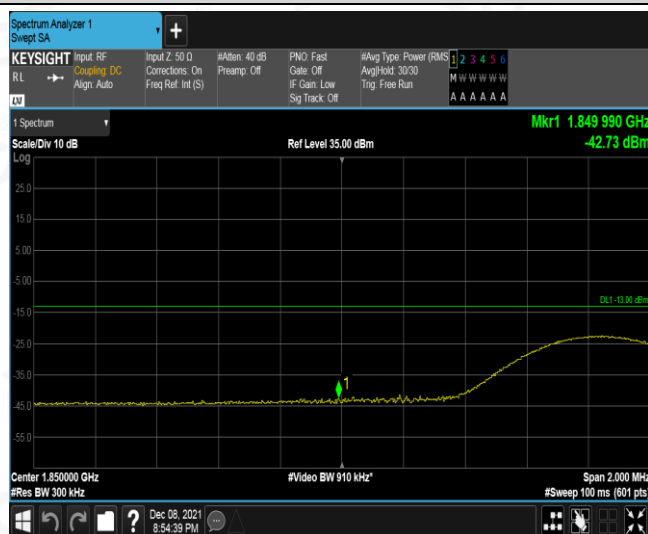 Spectrum Analyzer 1
Swept SA
+
KEYSIGHT
RL
LXI
Input: RF
Coupling: DC
Align: Auto
Input Z: 50 Ω
Corrections: On
Freq Ref: Int (S)
#Atten: 40 dB
Preamp: Off
PNO: Fast
Gate: Off
IF Gain: Low
Sig Track: Off
#Avg Type: Power (RMS
Avg|Hold: 30/30
Trig: Free Run
1 2 3 4 5 6
M W W W W W
A A A A A A
1 Spectrum
Mkr1 1.849 990 GHz
Scale/Div 10 dB
Ref Level 35.00 dBm
-42.73 dBm
Log
25.0
15.0
5.00
-5.00
DL1 -13.00 dBm
-15.0
-25.0
-35.0
1
-45.0
-55.0
Center 1.850000 GHz
#Video BW 910 kHz*
Span 2.000 MHz
#Res BW 300 kHz
#Sweep 100 ms (601 pts)
?
Dec 08, 2021
8:54:39 PM